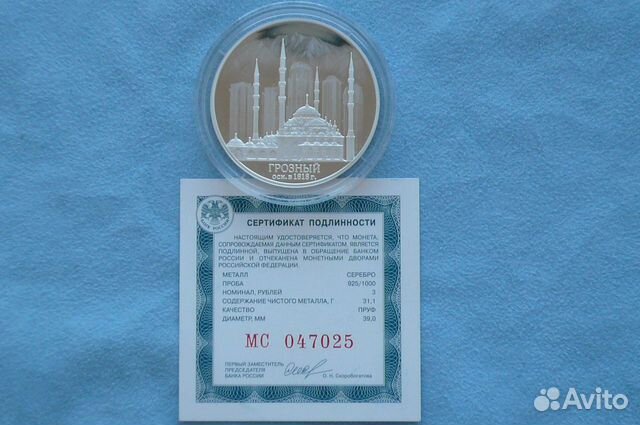 ГРОЗНЫЙ
осн. в 1818 г.
СЕРТИФИКАТ ПОДЛИННОСТИ
НАСТОЯЩИМ УДОСТОВЕРЯЕТСЯ, ЧТО МОНЕТА,
СОПРОВОЖДАЕМАЯ ДАННЫМ СЕРТИФИКАТОМ, ЯВЛЯЕТСЯ
ПОДЛИННОЙ, ВЫПУЩЕНА В ОБРАЩЕНИЕ БАНКОМ
РОССИИ И ОТЧЕКАНЕНА МОНЕТНЫМИ ДВОРАМИ
РОССИЙСКОЙ ФЕДЕРАЦИИ.
МЕТАЛЛ СЕРЕБРО
ПРОБА 925/1000
НОМИНАЛ, РУБЛЕЙ 3
СОДЕРЖАНИЕ ЧИСТОГО МЕТАЛЛА, Г 31,1
КАЧЕСТВО ПРУФ
ДИАМЕТР, ММ 39,0
МС 047025
ПЕРВЫЙ ЗАМЕСТИТЕЛЬ
ПРЕДСЕДАТЕЛЯ
БАНКА РОССИИ
О. Н. Скоробогатова
Avito